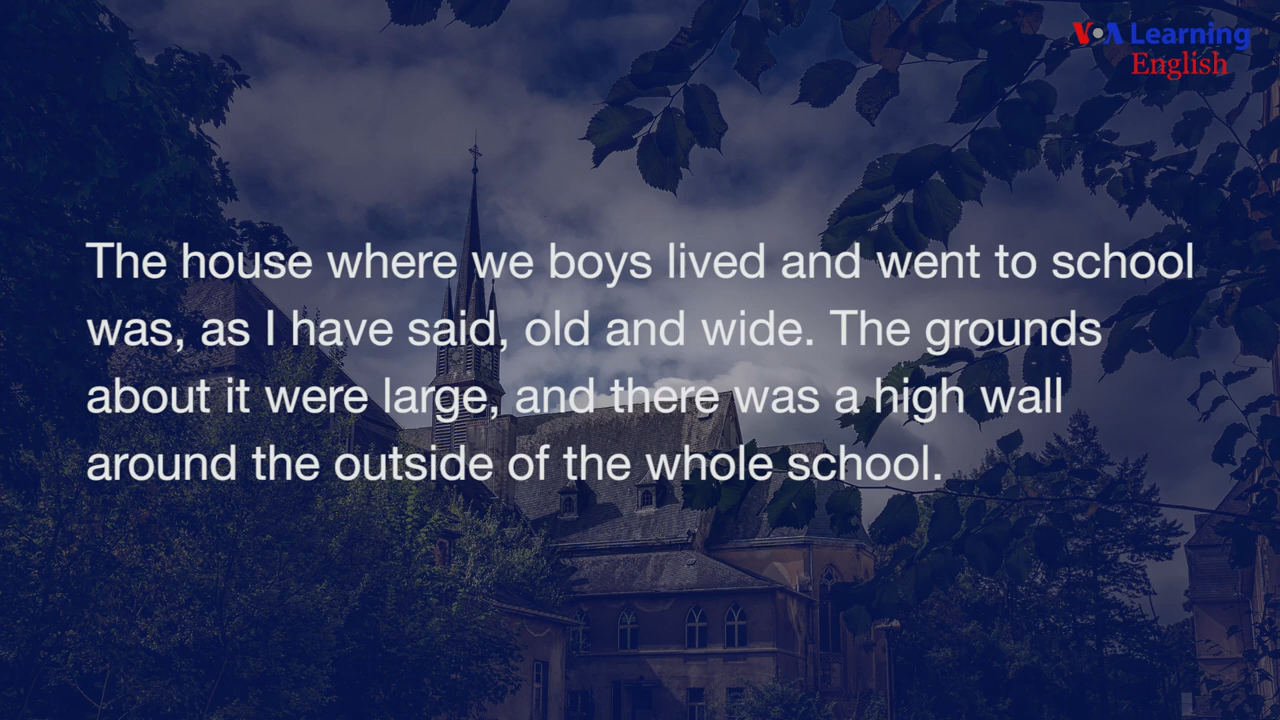 VOA Learning
English
The house where we boys lived and went to school
was, as I have said, old and wide. The grounds
about it were large, and there was a high wall
around the outside of the whole school.